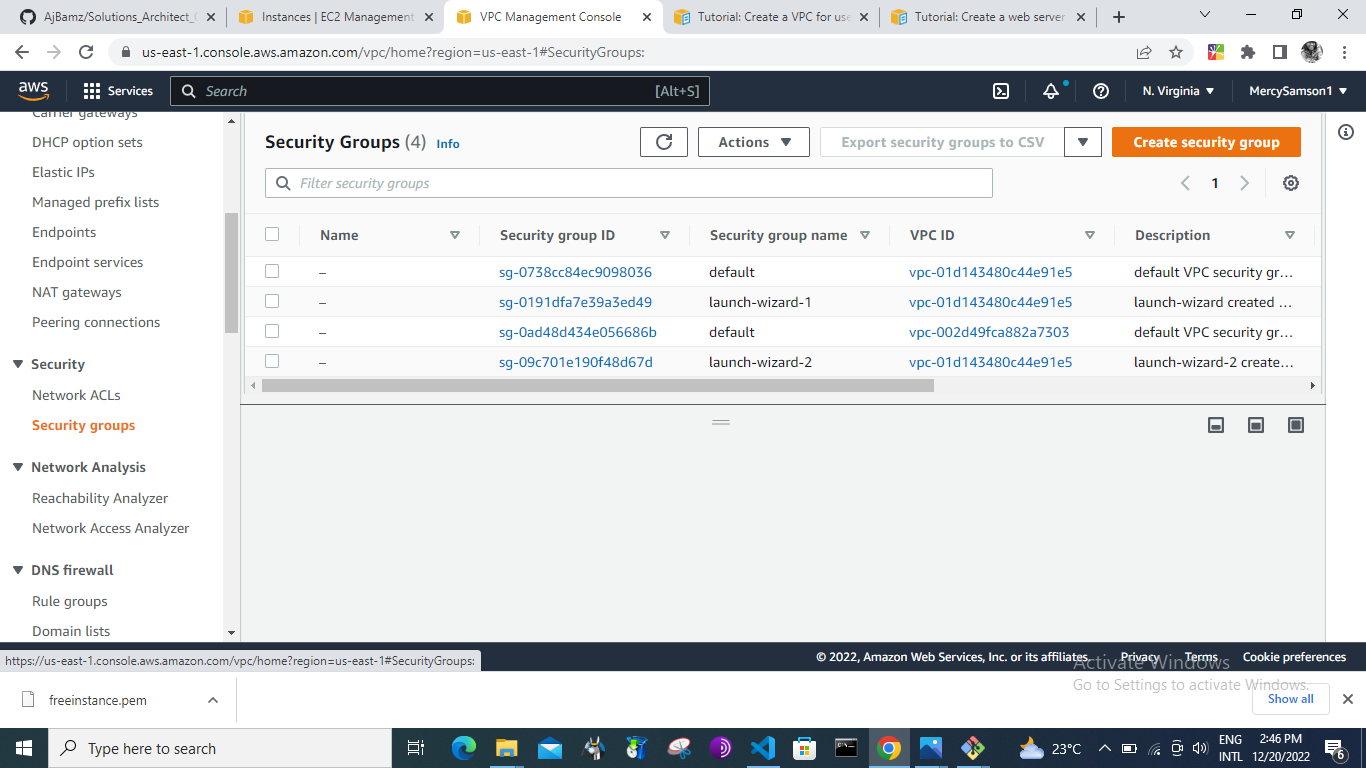 AjBamz/Solutions_Architect_
Instances | EC2 Management
VPC Management Console
Tutorial: Create a VPC for use
Tutorial: Create a web server
us-east-1.console.aws.amazon.com/vpc/home?region=us-east-1#SecurityGroups:
aws
Services
Search
[Alt+S]
N. Virginia
MercySamson1
Carrier gateways
DHCP option sets
Elastic IPs
Managed prefix lists
Endpoints
Endpoint services
NAT gateways
Peering connections
Security
Network ACLs
Security groups
Network Analysis
Reachability Analyzer
Network Access Analyzer
DNS firewall
Rule groups
Domain lists
Security Groups (4) Info
Actions
Export security groups to CSV
Create security group
Filter security groups
1
Name Security group ID Security group name VPC ID Description
– sg-0738cc84ec9098036 default vpc-01d143480c44e91e5 default VPC security gr...
– sg-0191dfa7e39a3ed49 launch-wizard-1 vpc-01d143480c44e91e5 launch-wizard created ...
– sg-0ad48d434e056686b default vpc-002d49fca882a7303 default VPC security gr...
– sg-09c701e190f48d67d launch-wizard-2 vpc-01d143480c44e91e5 launch-wizard-2 create...
https://us-east-1.console.aws.amazon.com/vpc/home?region=us-east-1#SecurityGroups:
© 2022, Amazon Web Services, Inc. or its affiliates.
Privacy
Terms
Cookie preferences
Activate Windows
Go to Settings to activate Windows.
freeinstance.pem
Show all
Type here to search
23°C
ENG
INTL
2:46 PM
12/20/2022
6